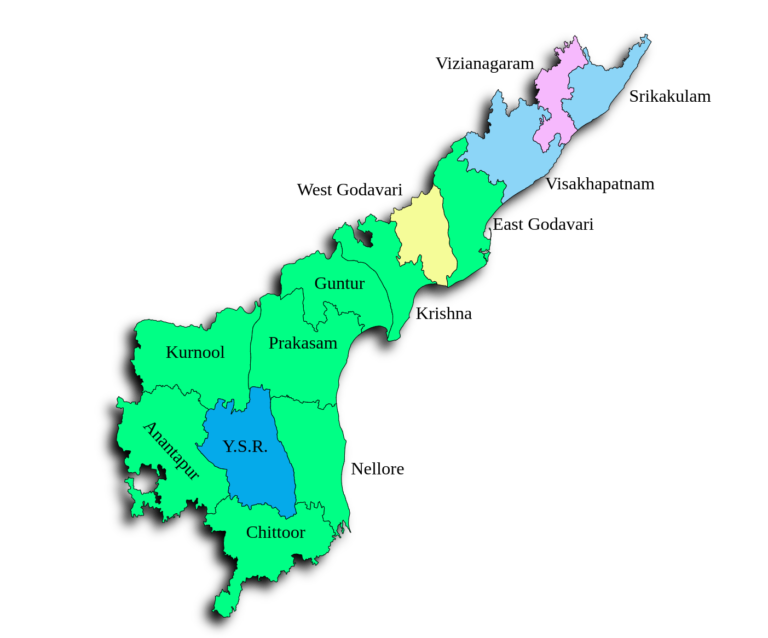 Vizianagaram
Srikakulam
Visakhapatnam
West Godavari
East Godavari
Guntur
Krishna
Prakasam
Kurnool
Anantapur
Y.S.R.
Nellore
Chittoor